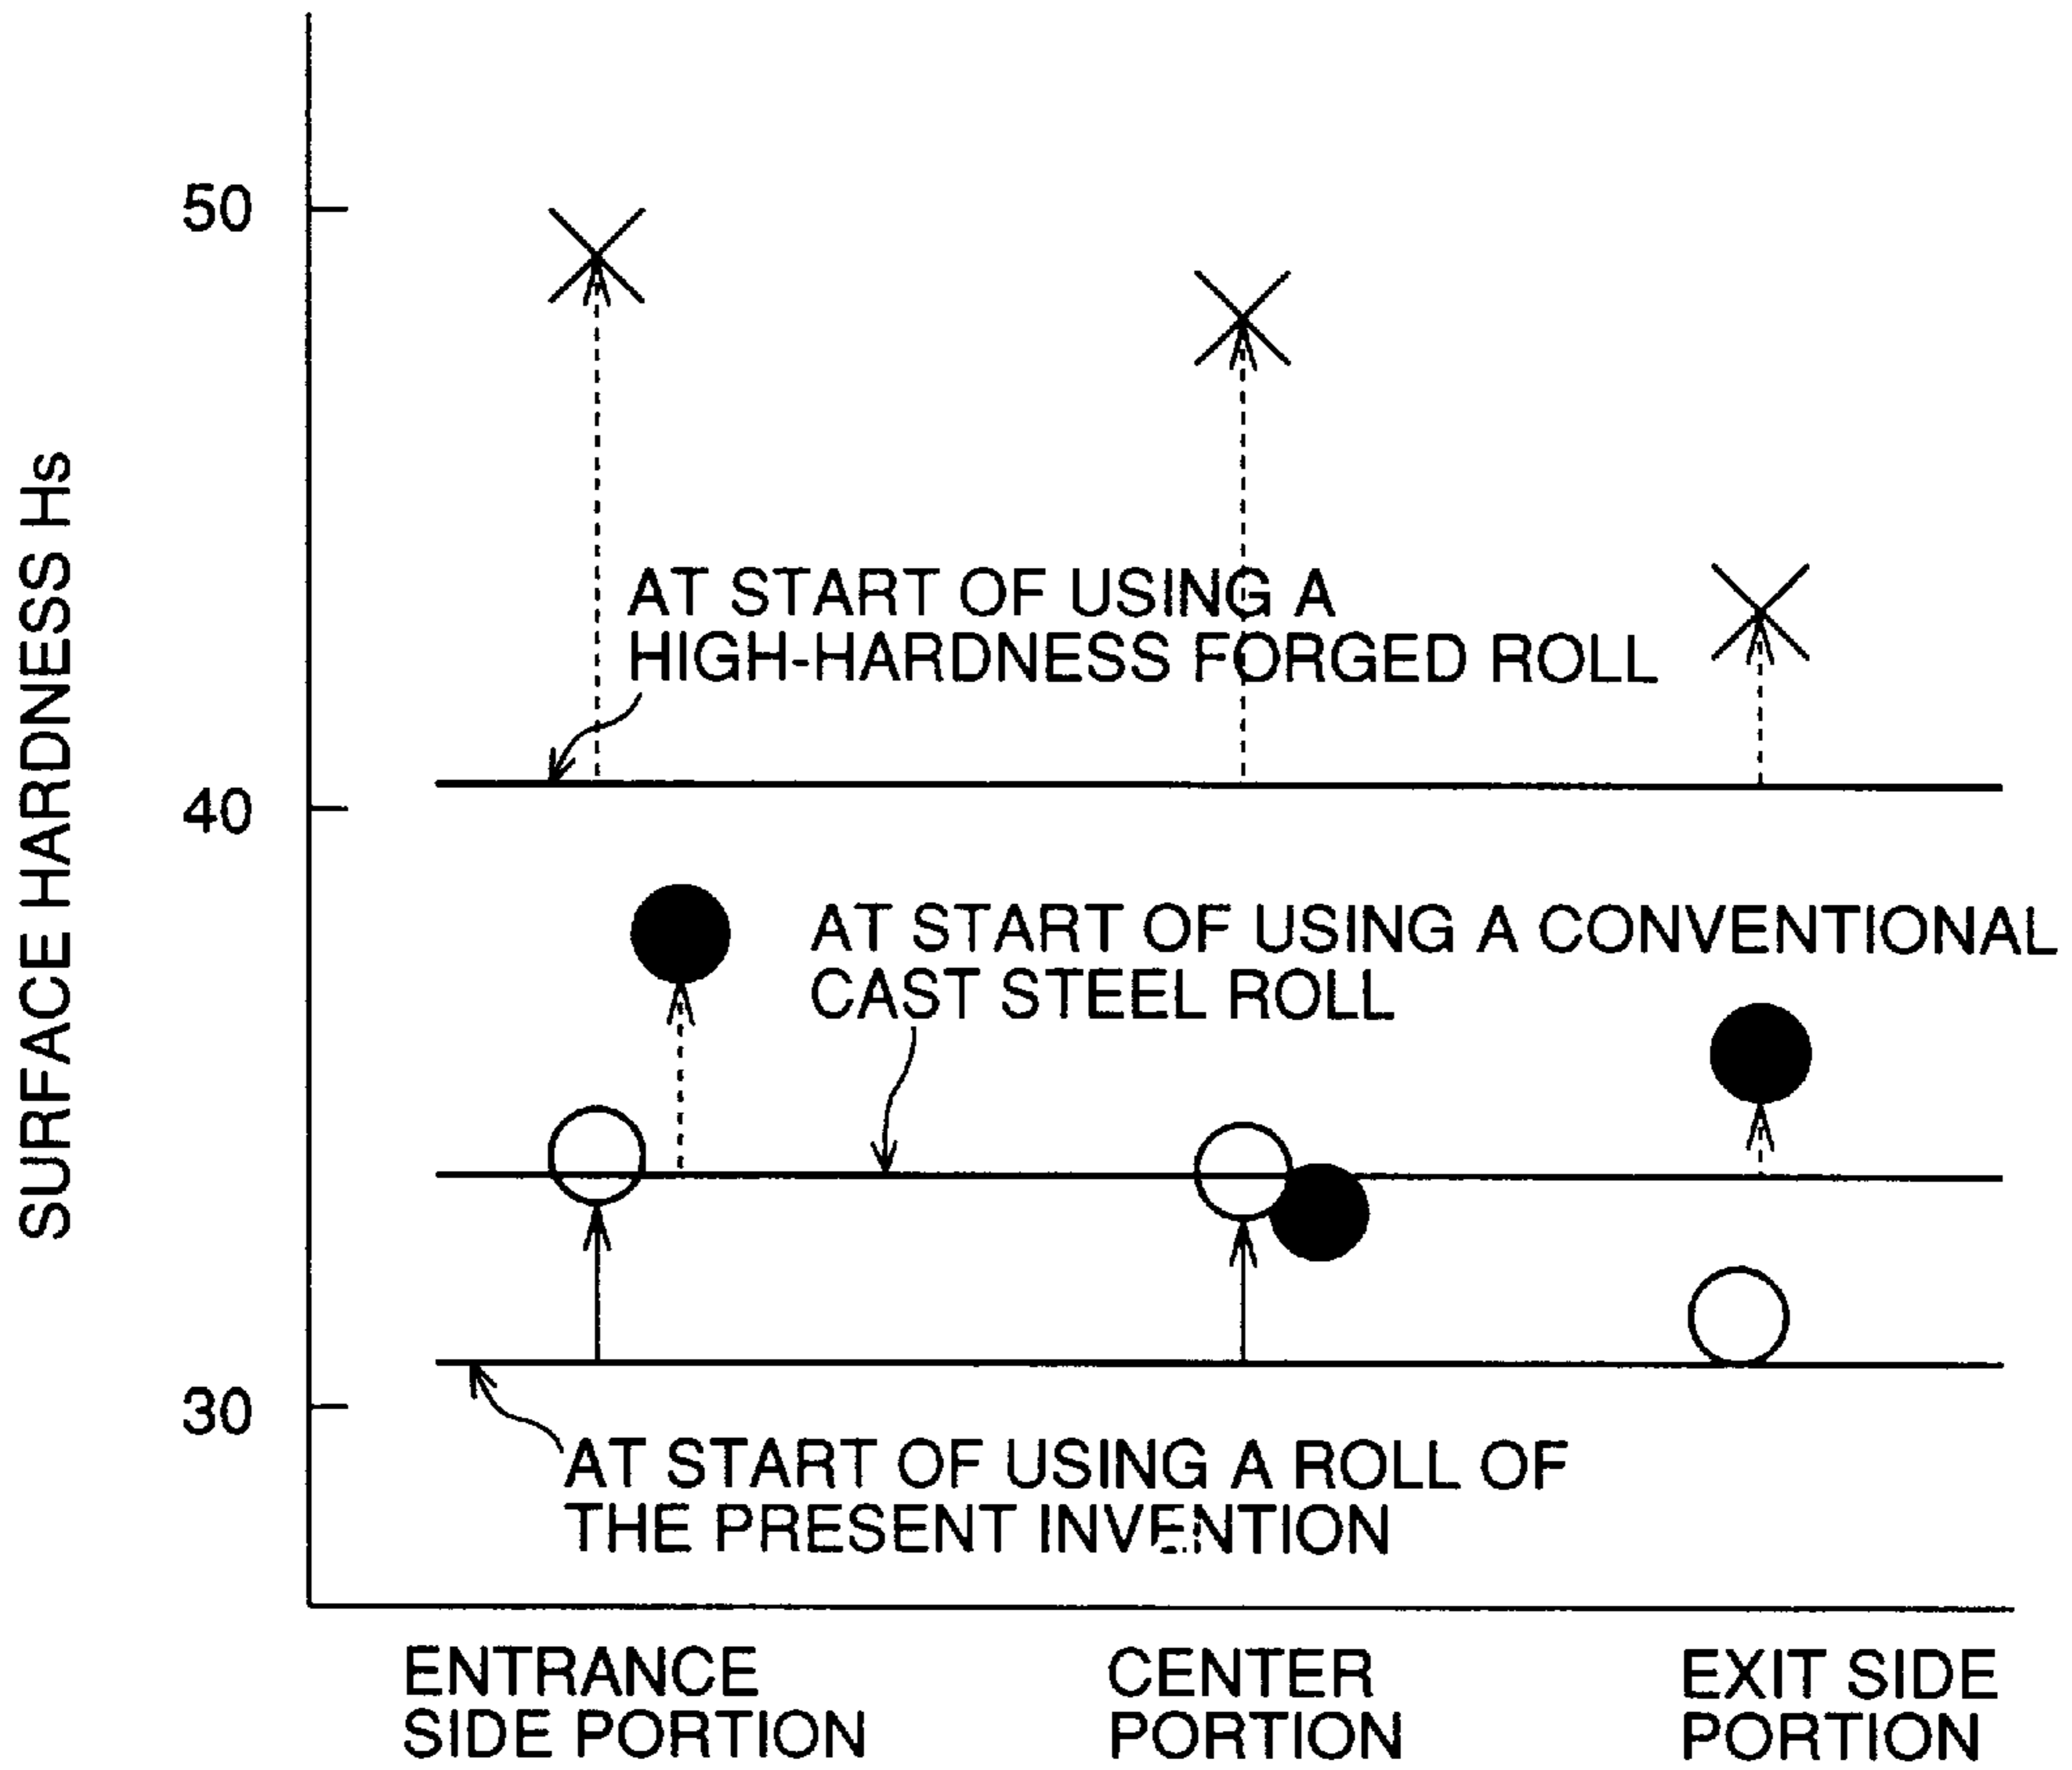 SURFACE HARDNESS Hs
50
40
30
AT START OF USING A
HIGH-HARDNESS FORGED ROLL
AT START OF USING A CONVENTIONAL
CAST STEEL ROLL
AT START OF USING A ROLL OF
THE PRESENT INVENTION
ENTRANCE
SIDE PORTION
CENTER
PORTION
EXIT SIDE
PORTION